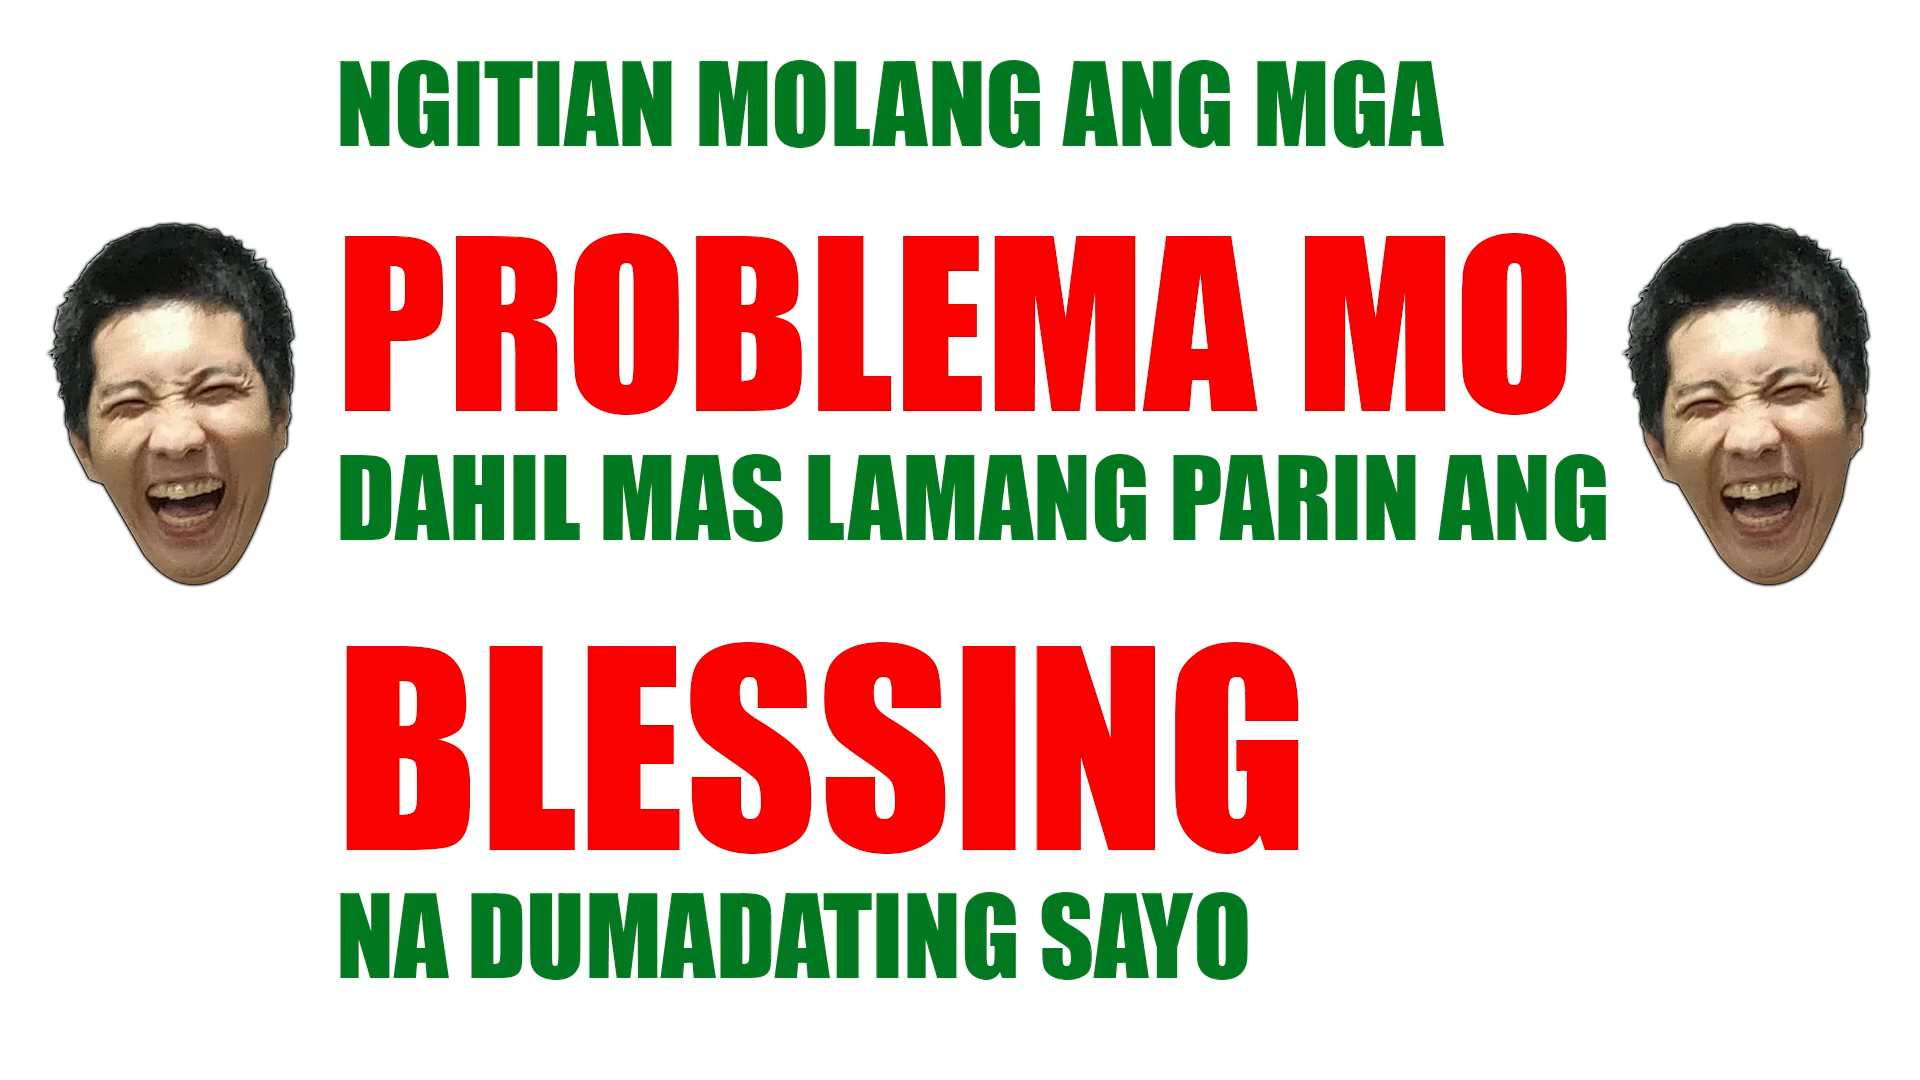 NGITIAN MOLANG ANG MGA
PROBLEMA MO
DAHIL MAS LAMANG PARIN ANG
BLESSING
NA DUMADATING SAYO